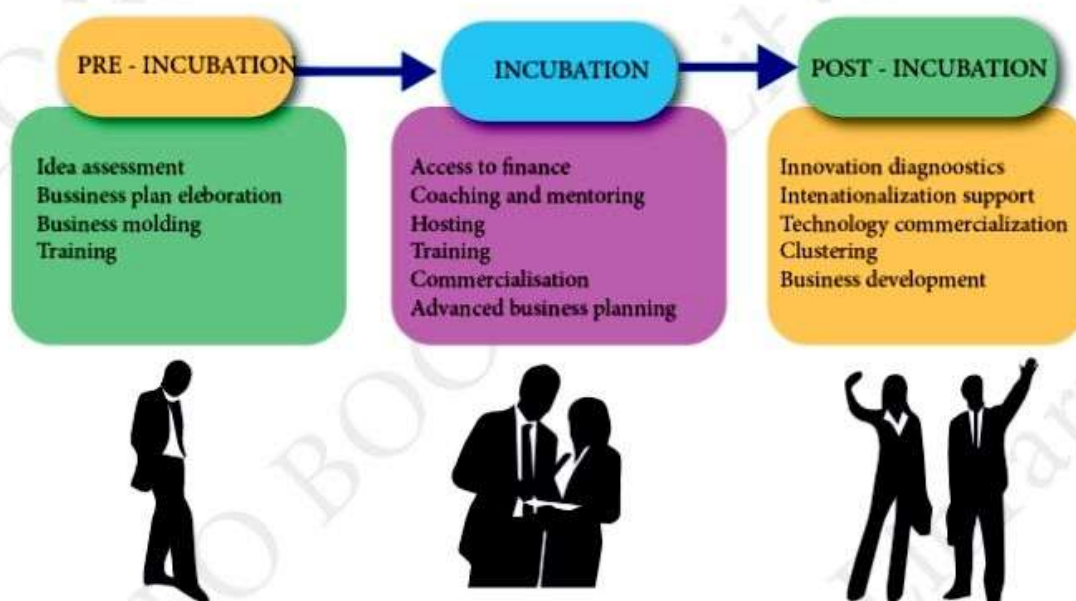 PRE - INCUBATION
INCUBATION
POST - INCUBATION
Idea assessment
Bussiness plan eleboration
Business molding
Training
Access to finance
Coaching and mentoring
Hosting
Training
Commercialisation
Advanced business planning
Innovation diagnoostics
Intenationalization support
Technology commercialization
Clustering
Business development